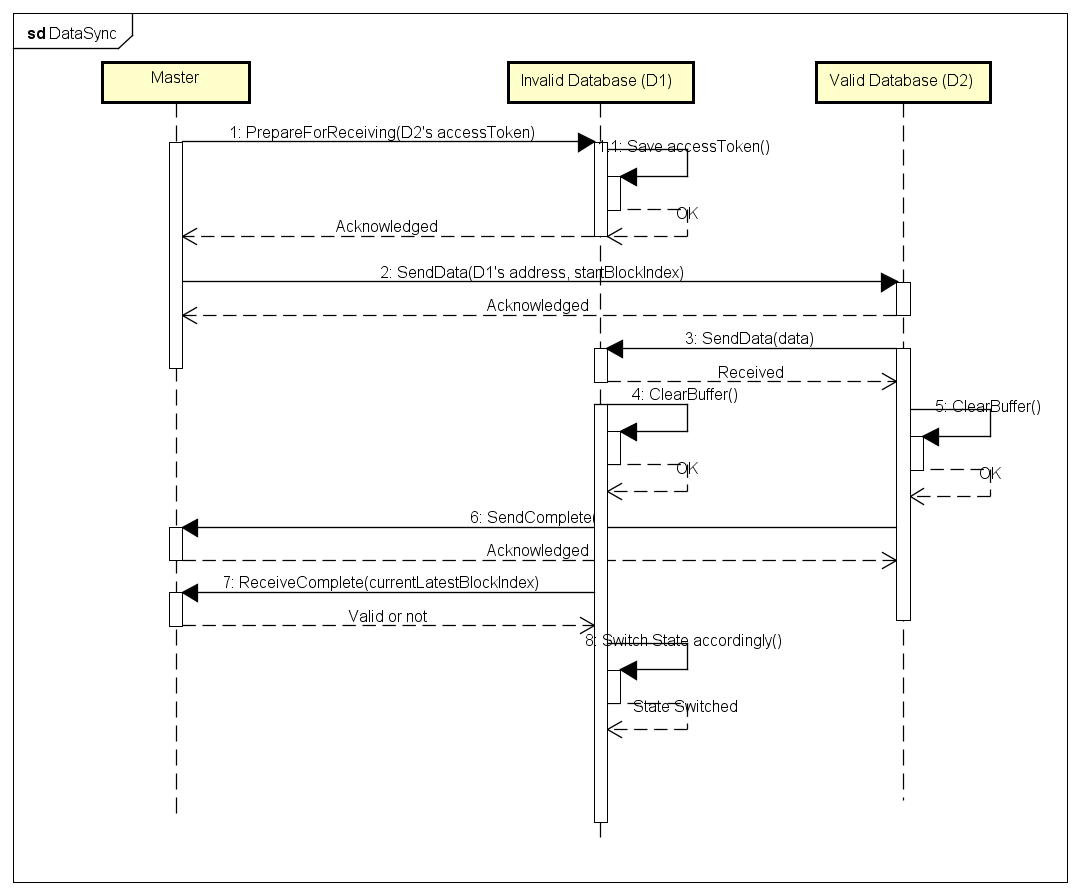 sd DataSync
Master
Invalid Database (D1)
Valid Database (D2)
1: PrepareForReceiving(D2's accessToken)
1: Save accessToken()
OK
Acknowledged
2: SendData(D1's address, startBlockIndex)
Acknowledged
3: SendData(data)
Received
4: ClearBuffer()
5: ClearBuffer()
OK
OK
6: SendComplete(
Acknowledged
7: ReceiveComplete(currentLatestBlockIndex)
Valid or not
8: Switch State accordingly()
State Switched